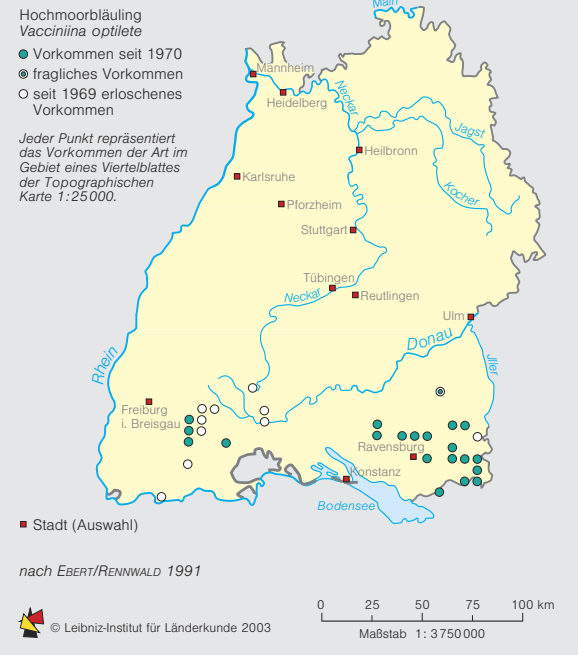 Hochmoorbläuling
Vacciniina optilete
Vorkommen seit 1970
fragliches Vorkommen
seit 1969 erloschenes
Vorkommen
Jeder Punkt repräsentiert
das Vorkommen der Art im
Gebiet eines Viertelblattes
der Topographischen
Karte 1:25000.
Main
Mannheim
Heidelberg
Neckar
Jagst
Heilbronn
Kocher
Karlsruhe
Pforzheim
Stuttgart
Tübingen
Neckar
Reutlingen
Ulm
Donau
Jller
Rhein
Freiburg
i. Breisgau
Ravensburg
Konstanz
Bodensee
Stadt (Auswahl)
nach EBERT/RENNWALD 1991
© Leibniz-Institut für Länderkunde 2003
0 25 50 75 100 km
Maßstab 1:3750000